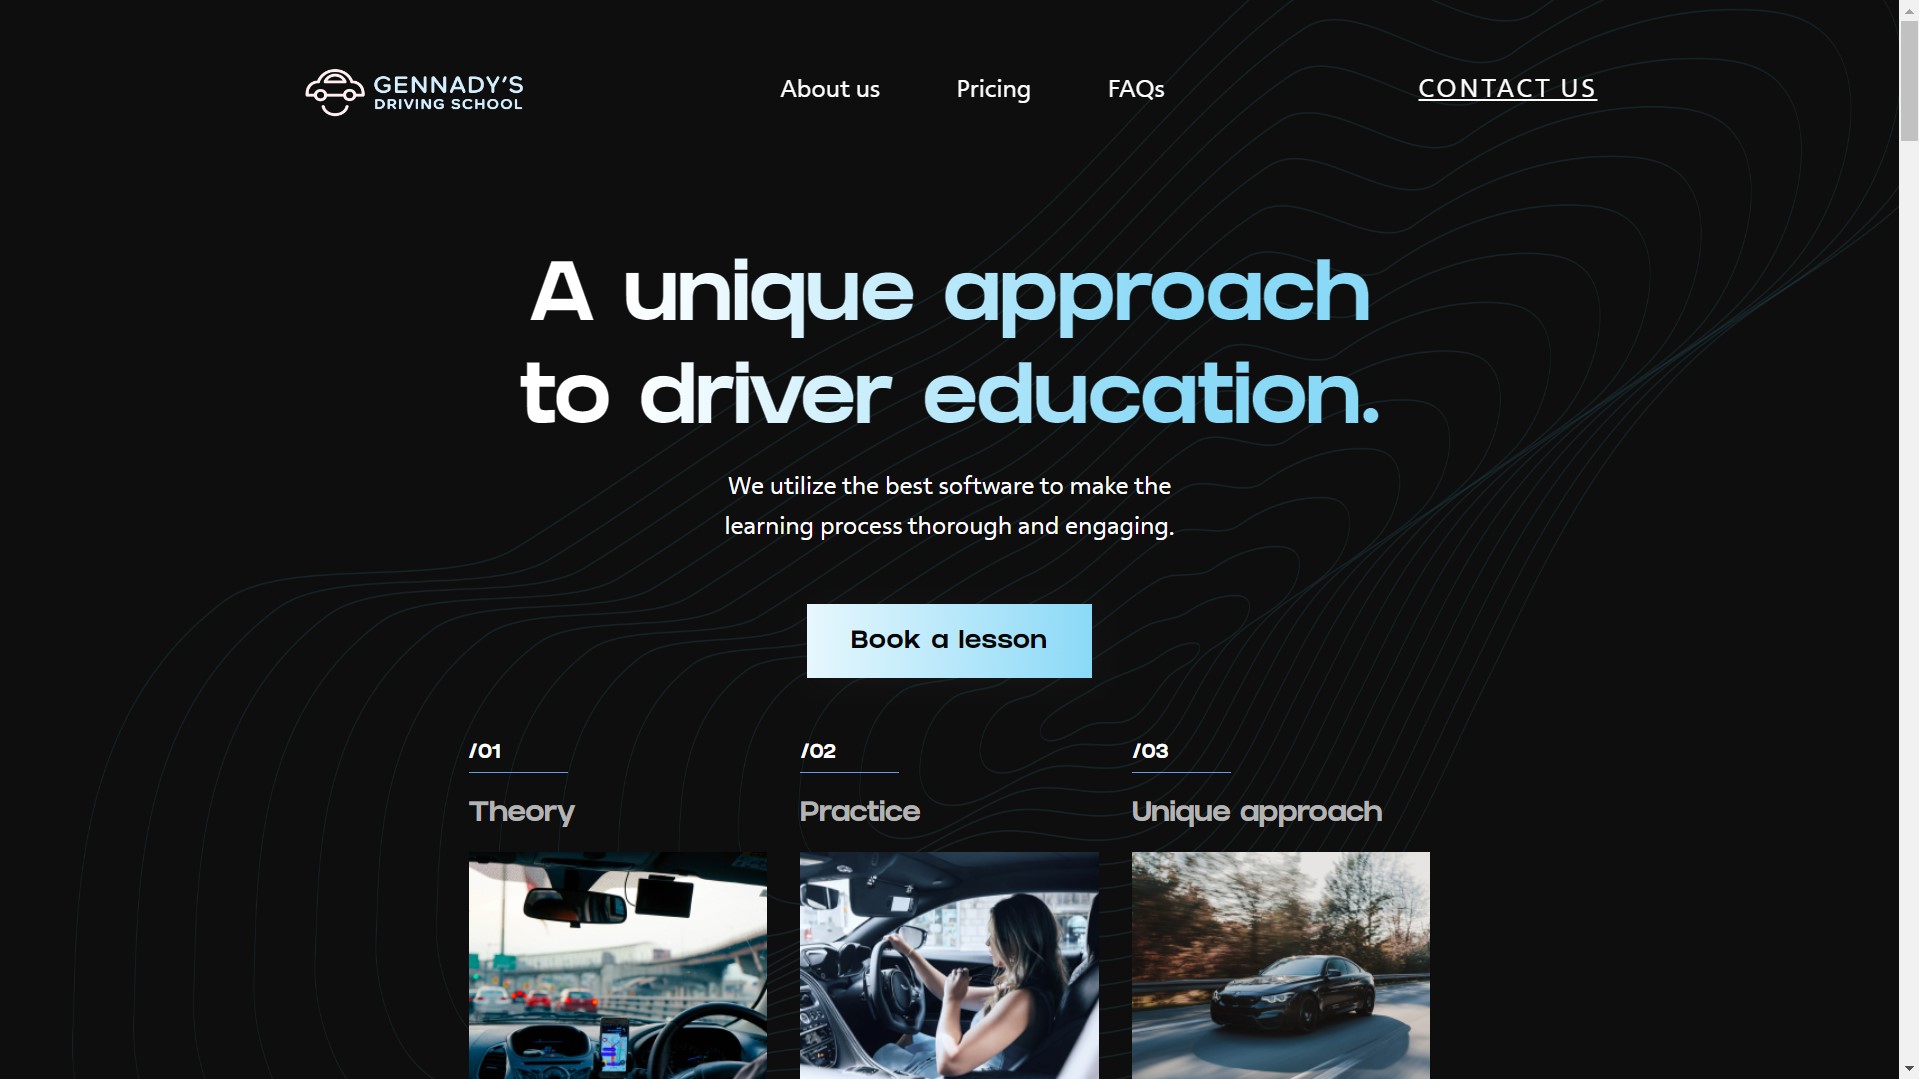 GENNADY'S
DRIVING SCHOOL
About us
Pricing
FAQs
CONTACT US
A unique approach
to driver education.
We utilize the best software to make the
learning process thorough and engaging.
Book a lesson
/01
Theory
/02
Practice
/03
Unique approach